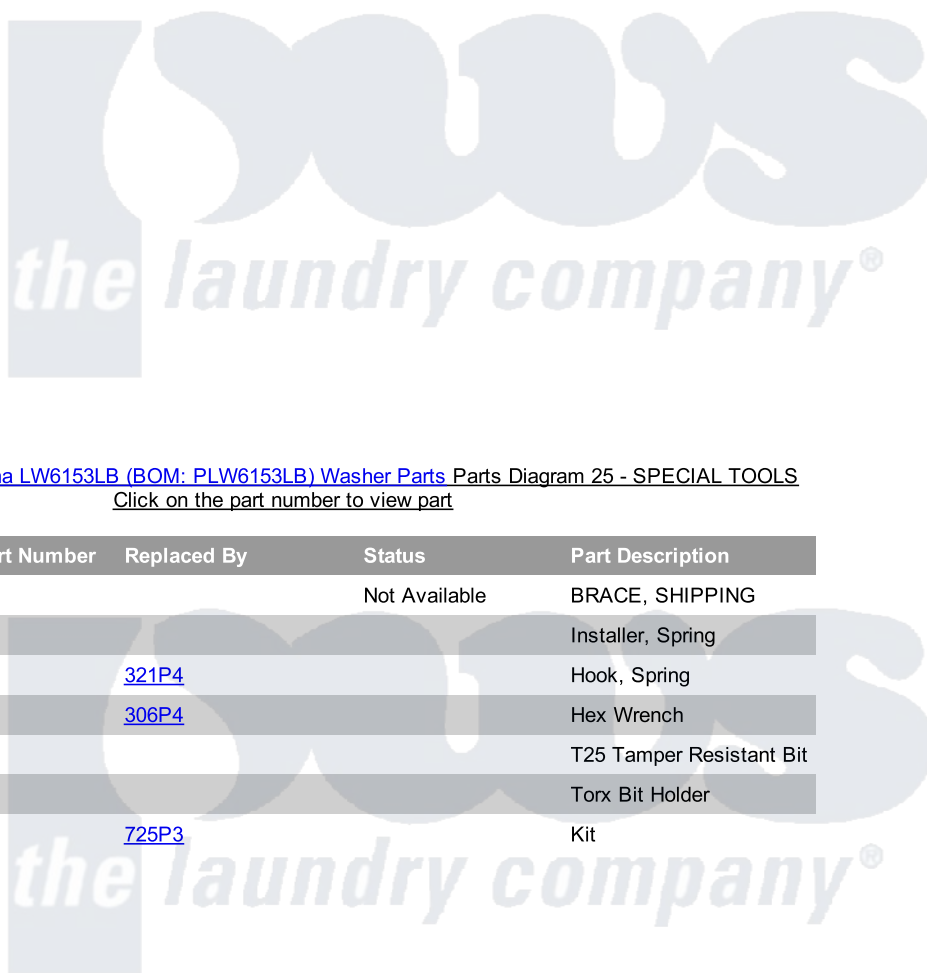 pws
the laundry company®
LW6153LB (BOM: PLW6153LB) Washer Parts Parts Diagram 25 - SPECIAL TOOLS
Click on the part number to view part
Number Replaced By Status Part Description
Not Available BRACE, SHIPPING
Installer, Spring
321P4 Hook, Spring
306P4 Hex Wrench
T25 Tamper Resistant Bit
Torx Bit Holder
725P3 Kit
pws
the laundry company®